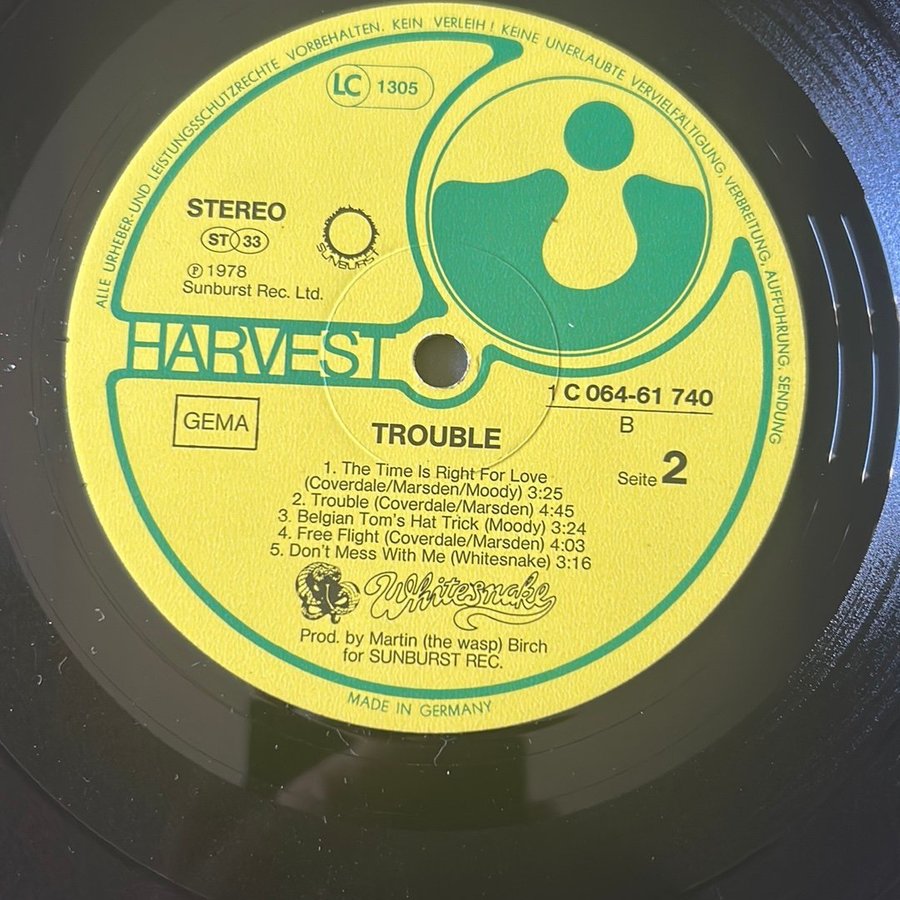 ALLE URHEBER- UND LEISTUNGSSCHUTZRECHTE VORBEHALTEN. KEIN VERLEIH! KEINE UNERLAUBTE VERVIELFÄLTIGUNG, VERBREITUNG, AUFFÜHRUNG, SENDUNG
LC 1305
STEREO
ST 33
SUNBURST
℗ 1978
Sunburst Rec. Ltd.
HARVEST
GEMA
1 C 064-61 740
B
Seite 2
TROUBLE
1. The Time Is Right For Love
(Coverdale/Marsden/Moody) 3:25
2. Trouble (Coverdale/Marsden) 4:45
3. Belgian Tom's Hat Trick (Moody) 3:24
4. Free Flight (Coverdale/Marsden) 4:03
5. Don't Mess With Me (Whitesnake) 3:16
Whitesnake
Prod. by Martin (the wasp) Birch
for SUNBURST REC.
MADE IN GERMANY